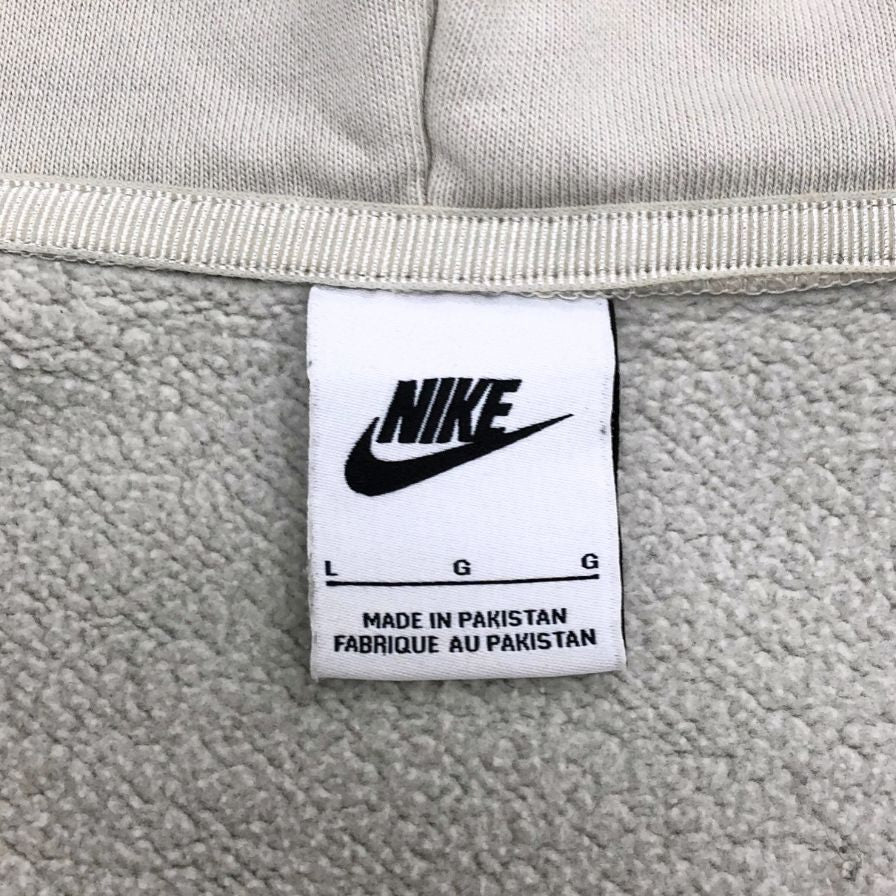 NIKE
L G G
MADE IN PAKISTAN
FABRIQUE AU PAKISTAN